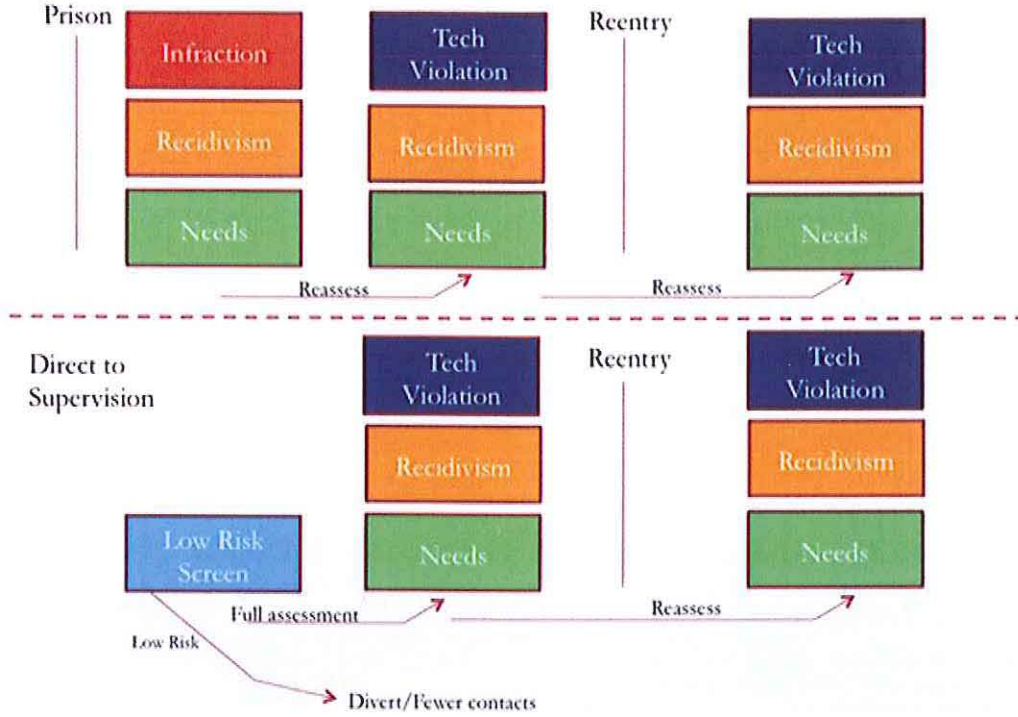 Prison
Infraction
Recidivism
Needs
Tech
Violation
Recidivism
Needs
Reentry
Tech
Violation
Recidivism
Needs
Reassess
Reassess
Direct to
Supervision
Low Risk
Screen
Tech
Violation
Recidivism
Needs
Reentry
Tech
Violation
Recidivism
Needs
Full assessment
Reassess
Low Risk
Divert/Fewer contacts